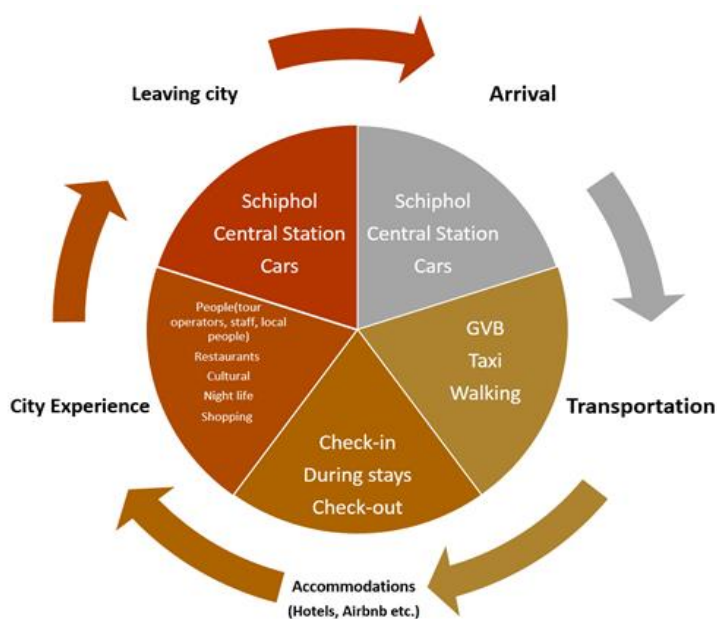 Leaving city
Arrival
Schiphol
Central Station
Cars
Schiphol
Central Station
Cars
People(tour
operators, staff, local
people)
Restaurants
Cultural
Night life
Shopping
GVB
Taxi
Walking
City Experience
Transportation
Check-in
During stays
Check-out
Accommodations
(Hotels, Airbnb etc.)